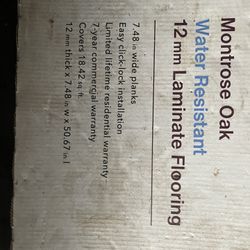 Montrose Oak
Water Resistant
12 mm Laminate Flooring
7.48 in wide planks
Easy click-lock installation
Limited lifetime residential warranty
7-year commercial warranty
Covers 18.42 sq. ft.
12 mm thick x 7.48 in w x 50.67 in l